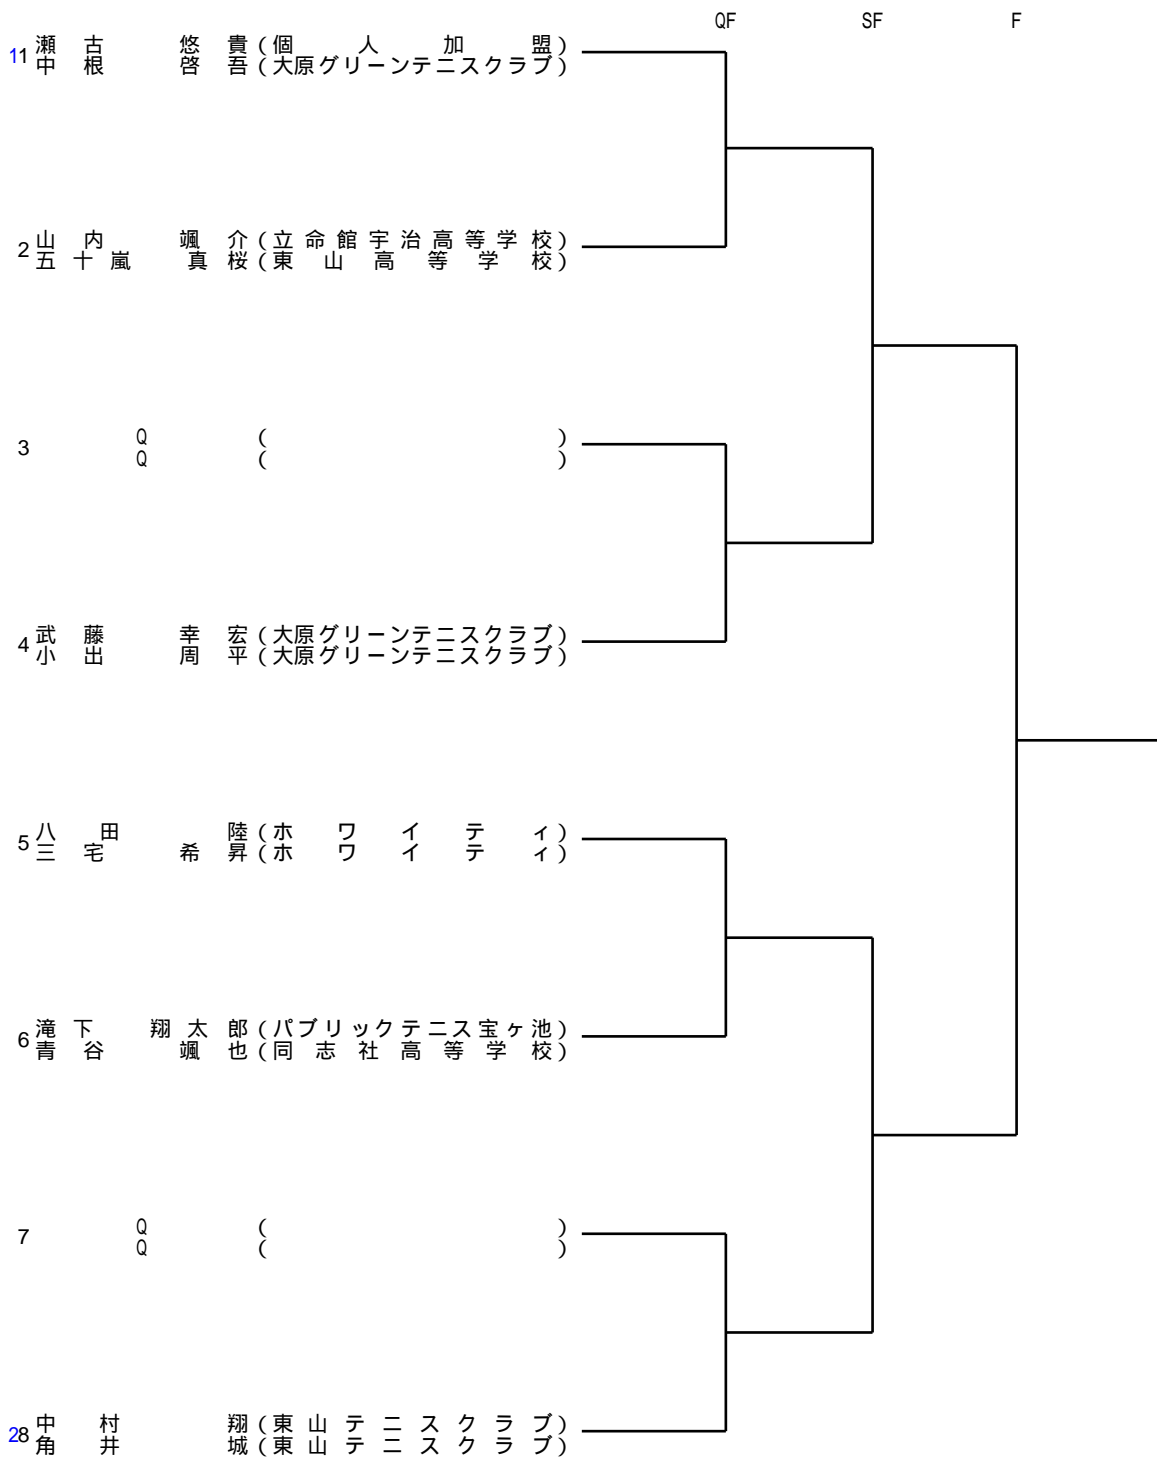 QF SF F
11 瀬古 悠貴(個人加盟)
中根 啓吾(大原グリーンテニスクラブ)
2 山内 颯介(立命館宇治高等学校)
五十嵐 真桜(東山高等学校)
3 Q ( )
Q ( )
4 武藤 幸宏(大原グリーンテニスクラブ)
小出 周平(大原グリーンテニスクラブ)
5 八田 陸(ホワイティ)
三宅 希昇(ホワイティ)
6 滝下 翔太郎(パブリックテニス宝ヶ池)
青谷 颯也(同志社高等学校)
7 Q ( )
Q ( )
28 中村 翔(東山テニスクラブ)
角井 城(東山テニスクラブ)